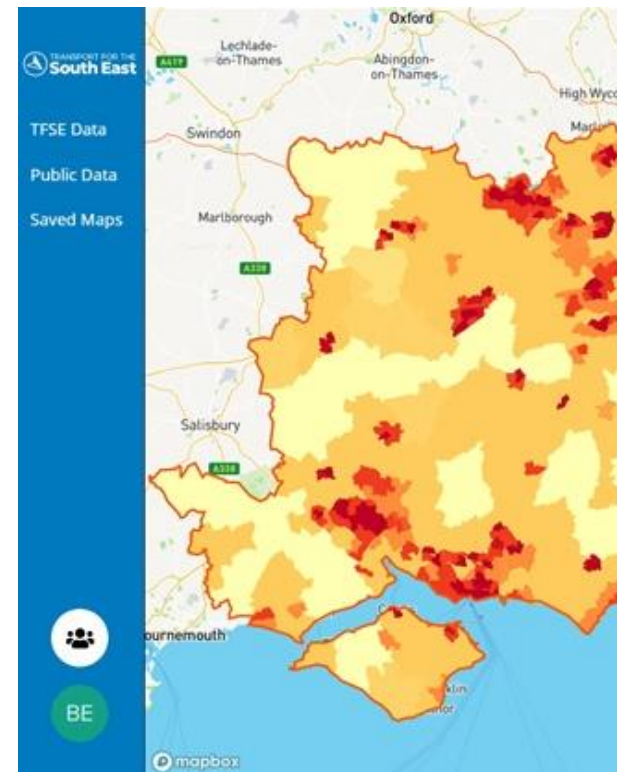 TRANSPORT FOR THE
South East
TFSE Data
Public Data
Saved Maps
BE
Oxford
Lechlade-
on-Thames
A419
Abingdon-
on-Thames
High Wyc
Swindon
Marlborough
A338
Salisbury
A338
ournemouth
mapbox